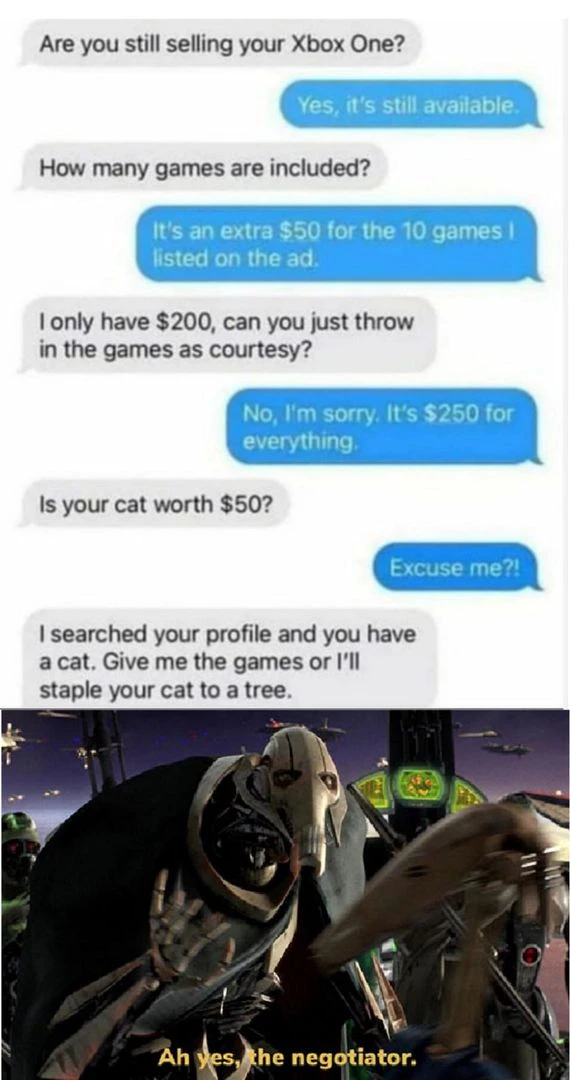 Are you still selling your Xbox One?
Yes, it's still available.
How many games are included?
It's an extra $50 for the 10 games I
listed on the ad.
I only have $200, can you just throw
in the games as courtesy?
No, I'm sorry. It's $250 for
everything.
Is your cat worth $50?
Excuse me?!
I searched your profile and you have
a cat. Give me the games or I'll
staple your cat to a tree.
Ah yes, the negotiator.